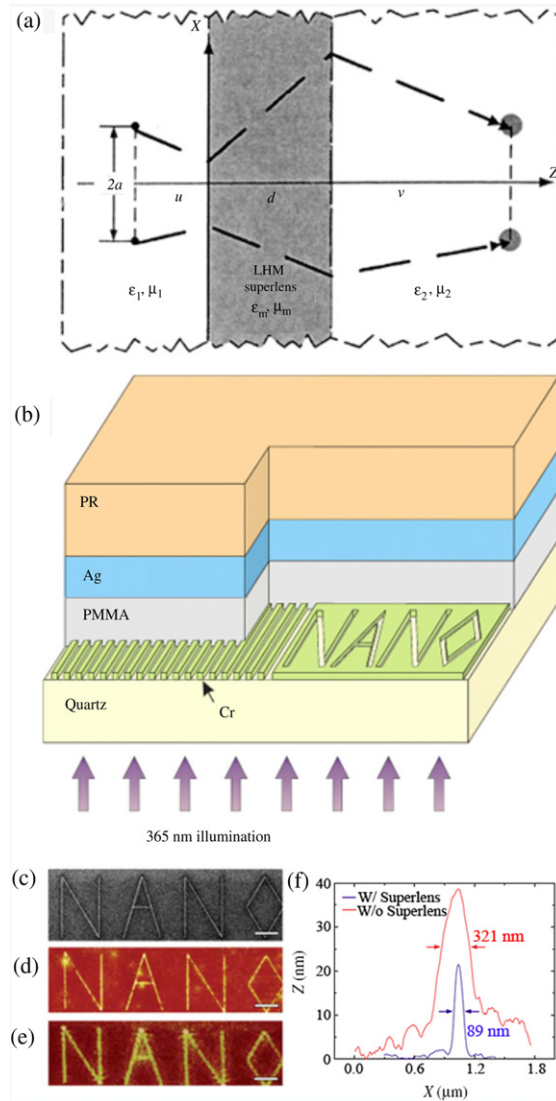 (a)
X
Z
2a
u
d
v
LHM
superlens
ε1, μ1
εm, μm
ε2, μ2
(b)
PR
Ag
PMMA
Quartz
Cr
365 nm illumination
(c)
NANO
(d)
NANO
(e)
NANO
(f)
40
30
20
10
0
Z (nm)
W/ Superlens
W/o Superlens
321 nm
89 nm
0.0 0.6 1.2 1.8
X (μm)